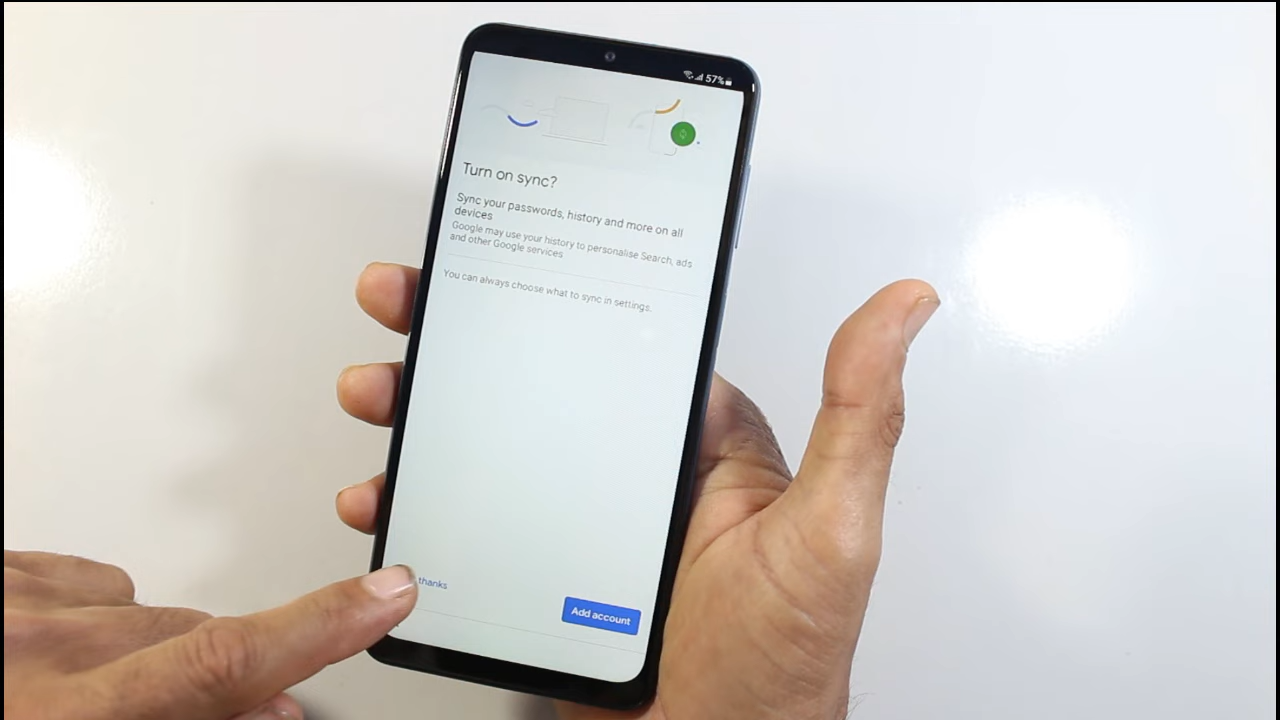 57%
Turn on sync?
Sync your passwords, history and more on all
devices
Google may use your history to personalise Search, ads
and other Google services
You can always choose what to sync in settings.
thanks
Add account